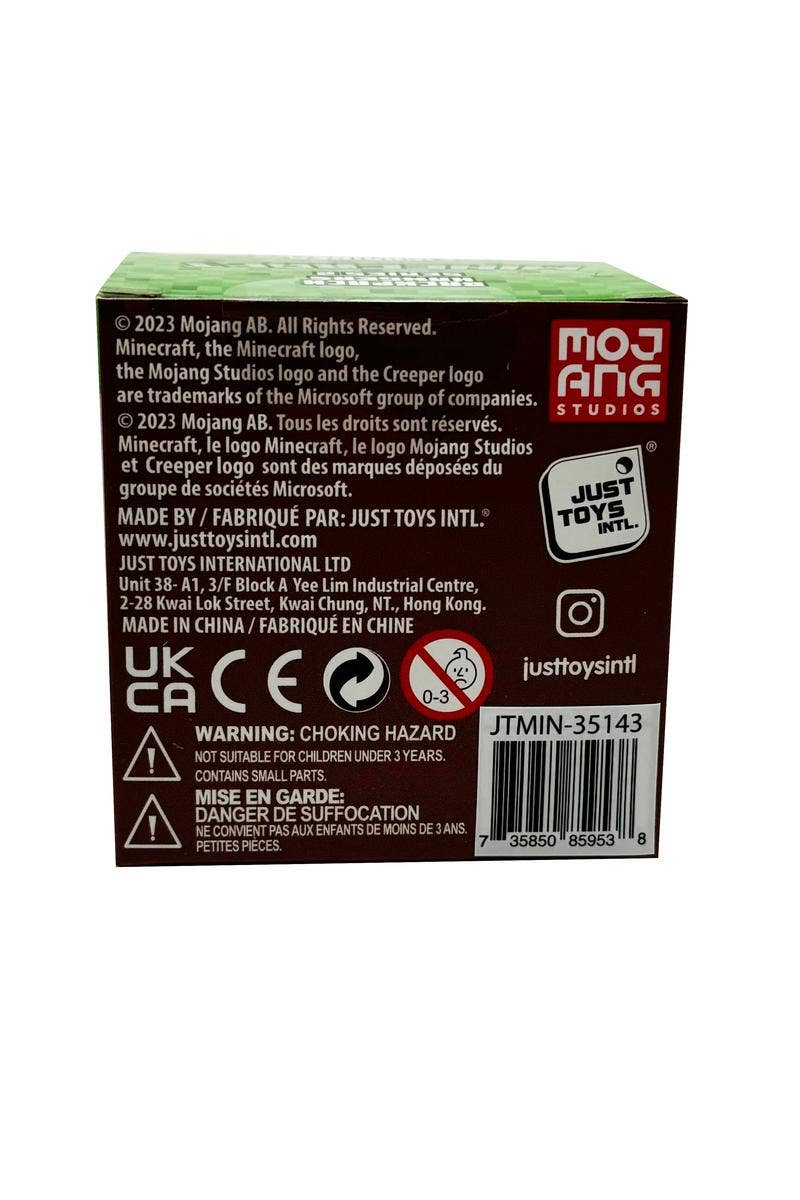 © 2023 Mojang AB. All Rights Reserved.
Minecraft, the Minecraft logo,
the Mojang Studios logo and the Creeper logo
are trademarks of the Microsoft group of companies.
© 2023 Mojang AB. Tous les droits sont réservés.
Minecraft, le logo Minecraft, le logo Mojang Studios
et Creeper logo sont des marques déposées du
groupe de sociétés Microsoft.
MADE BY / FABRIQUÉ PAR: JUST TOYS INTL.®
www.justtoysintl.com
JUST TOYS INTERNATIONAL LTD
Unit 38- A1, 3/F Block A Yee Lim Industrial Centre,
2-28 Kwai Lok Street, Kwai Chung, NT., Hong Kong.
MADE IN CHINA / FABRIQUÉ EN CHINE
MOJ
ANG
STUDIOS
®
JUST
TOYS
INTL.
justtoysintl
UK
CA
CE
0-3
WARNING: CHOKING HAZARD
NOT SUITABLE FOR CHILDREN UNDER 3 YEARS.
CONTAINS SMALL PARTS.
MISE EN GARDE:
DANGER DE SUFFOCATION
NE CONVIENT PAS AUX ENFANTS DE MOINS DE 3 ANS.
PETITES PIÈCES.
JTMIN-35143
7 35850 85953 8